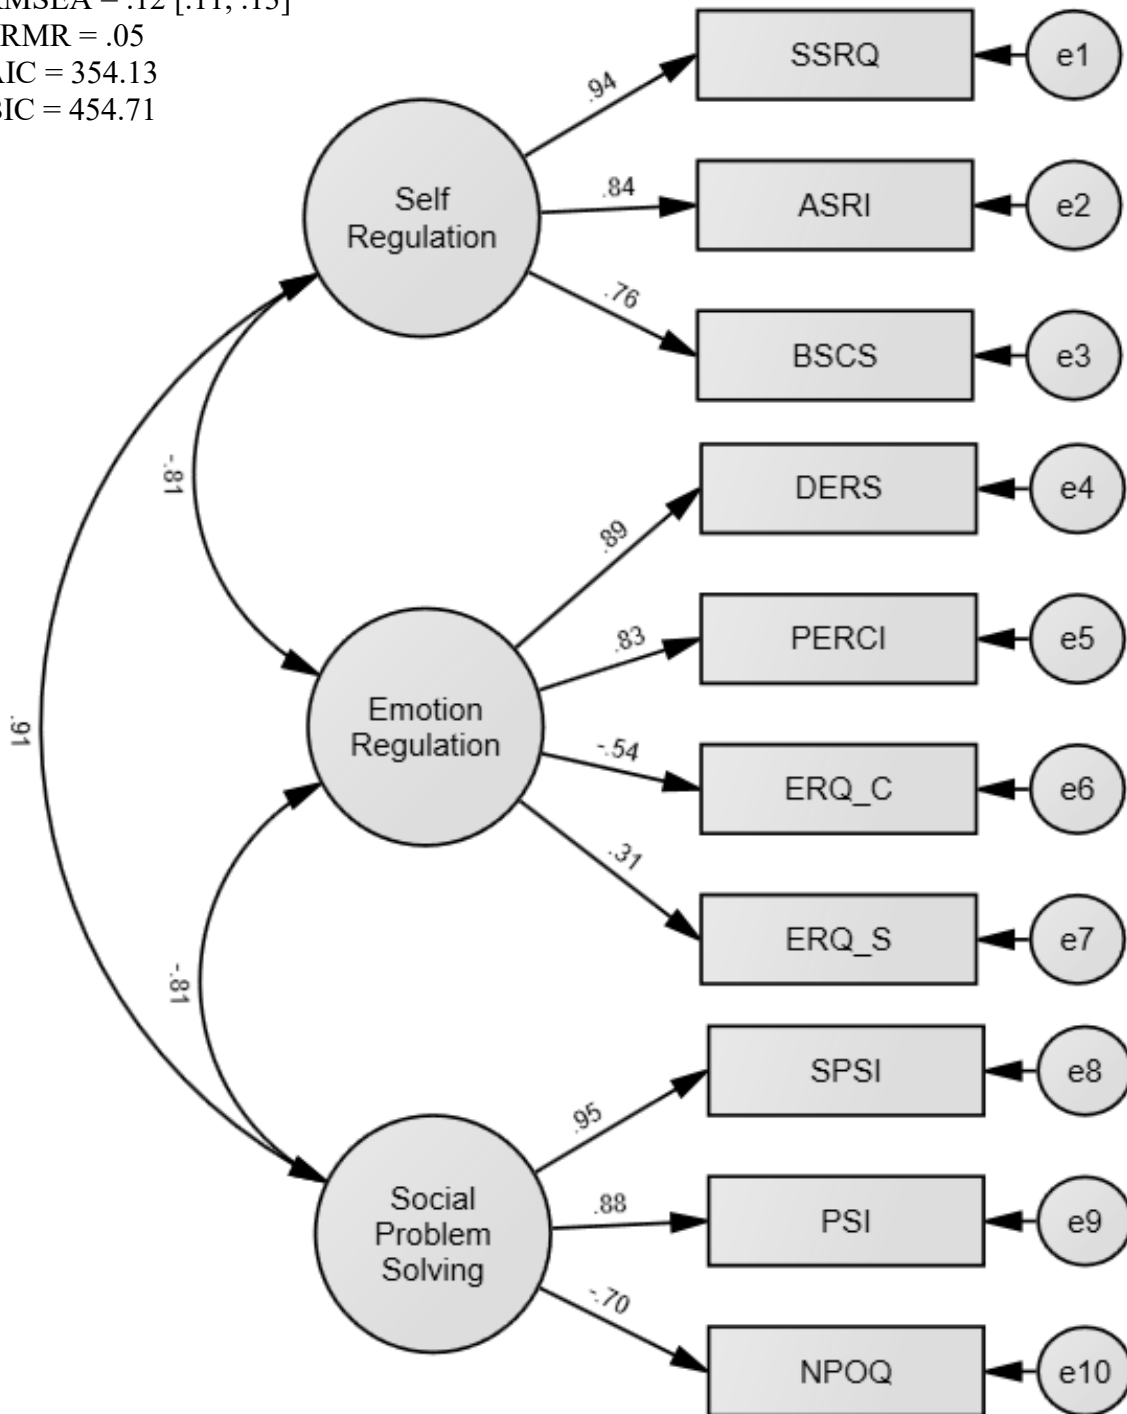 RMSEA = .12 [.11, .13]
SRMR = .05
AIC = 354.13
BIC = 454.71
SSRQ
e1
.94
Self
Regulation
.84
ASRI
e2
.76
BSCS
e3
-.81
DERS
e4
.89
PERCI
e5
.83
Emotion
Regulation
-.54
ERQ_C
e6
.91
.31
ERQ_S
e7
-.81
SPSI
e8
.95
Social
Problem
Solving
.88
PSI
e9
-.70
NPOQ
e10